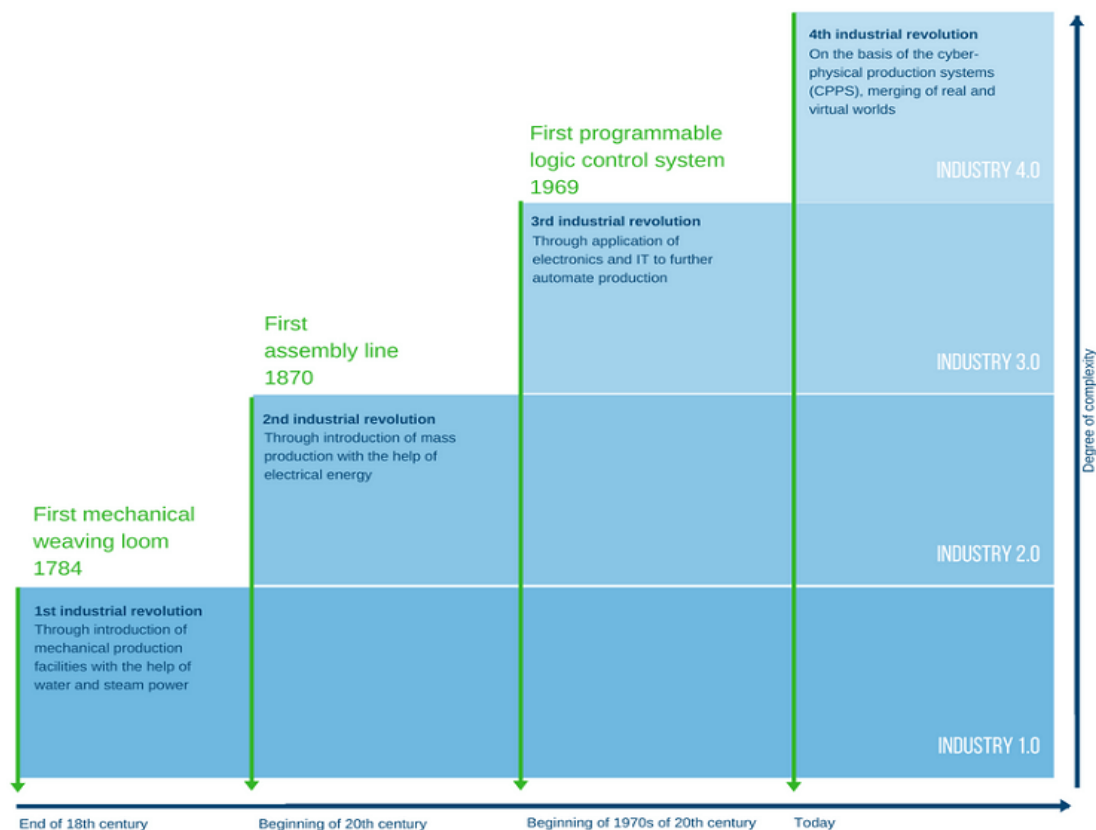 4th industrial revolution
On the basis of the cyber-
physical production systems
(CPPS), merging of real and
virtual worlds
INDUSTRY 4.0
First programmable
logic control system
1969
3rd industrial revolution
Through application of
electronics and IT to further
automate production
INDUSTRY 3.0
First
assembly line
1870
2nd industrial revolution
Through introduction of mass
production with the help of
electrical energy
INDUSTRY 2.0
First mechanical
weaving loom
1784
1st industrial revolution
Through introduction of
mechanical production
facilities with the help of
water and steam power
INDUSTRY 1.0
Degree of complexity
End of 18th century
Beginning of 20th century
Beginning of 1970s of 20th century
Today